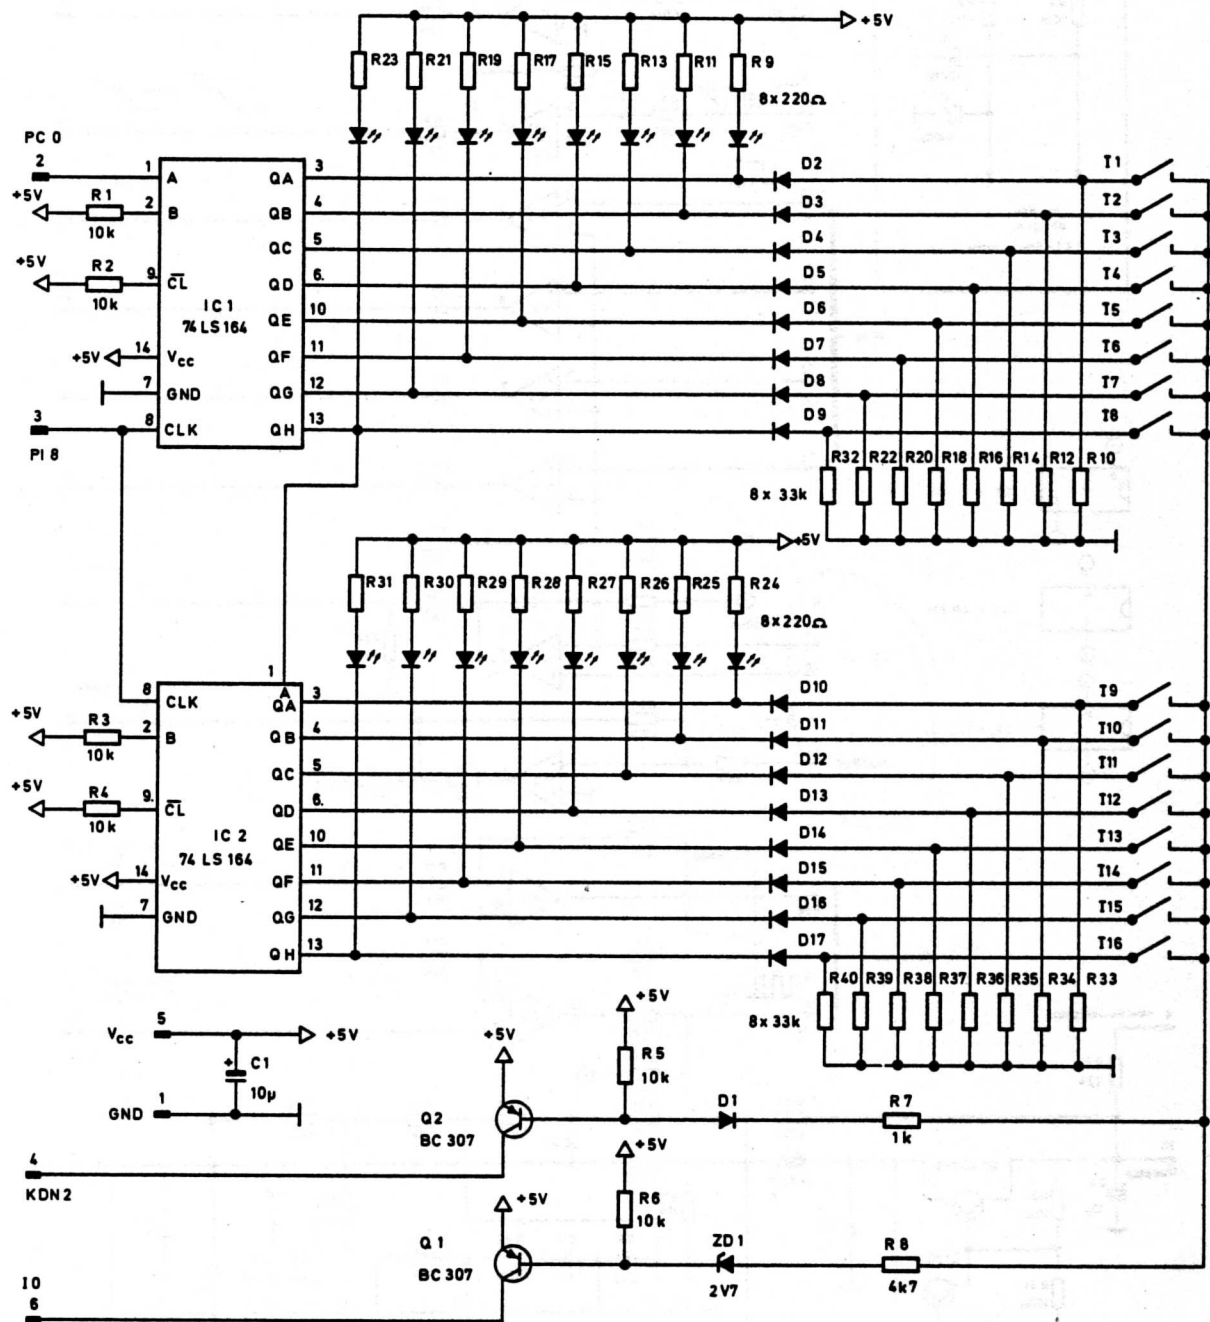 +5V
R23 R21 R19 R17 R15 R13 R11 R9
8x220Ω
PC 0
2
+5V
R1
10k
+5V
R2
10k
+5V
3
PI 8
1 A QA 3
2 B QB 4
QC 5
9. CL QD 6.
IC 1
74 LS 164
QE 10
14 Vcc QF 11
7 GND QG 12
8 CLK QH 13
D2 T1
D3 T2
D4 T3
D5 T4
D6 T5
D7 T6
D8 T7
D9 T8
R32 R22 R20 R18 R16 R14 R12 R10
8 x 33k
+5V
R31 R30 R29 R28 R27 R26 R25 R24
8x220Ω
1
A
8 CLK QA 3
+5V
R3
10k
2 B QB 4
QC 5
+5V
R4
10k
9. CL QD 6.
IC 2
74 LS 164
QE 10
+5V
14 Vcc QF 11
7 GND QG 12
QH 13
D10 T9
D11 T10
D12 T11
D13 T12
D14 T13
D15 T14
D16 T15
D17 T16
R40 R39 R38 R37 R36 R35 R34 R33
8x 33k
Vcc 5
+5V
+ C1
10µ
GND 1
+5V
+5V
R5
10k
Q2
BC 307
D1
R7
1k
4
KDN2
+5V
+5V
R6
10k
Q1
BC 307
ZD1
2V7
R8
4k7
I0
6